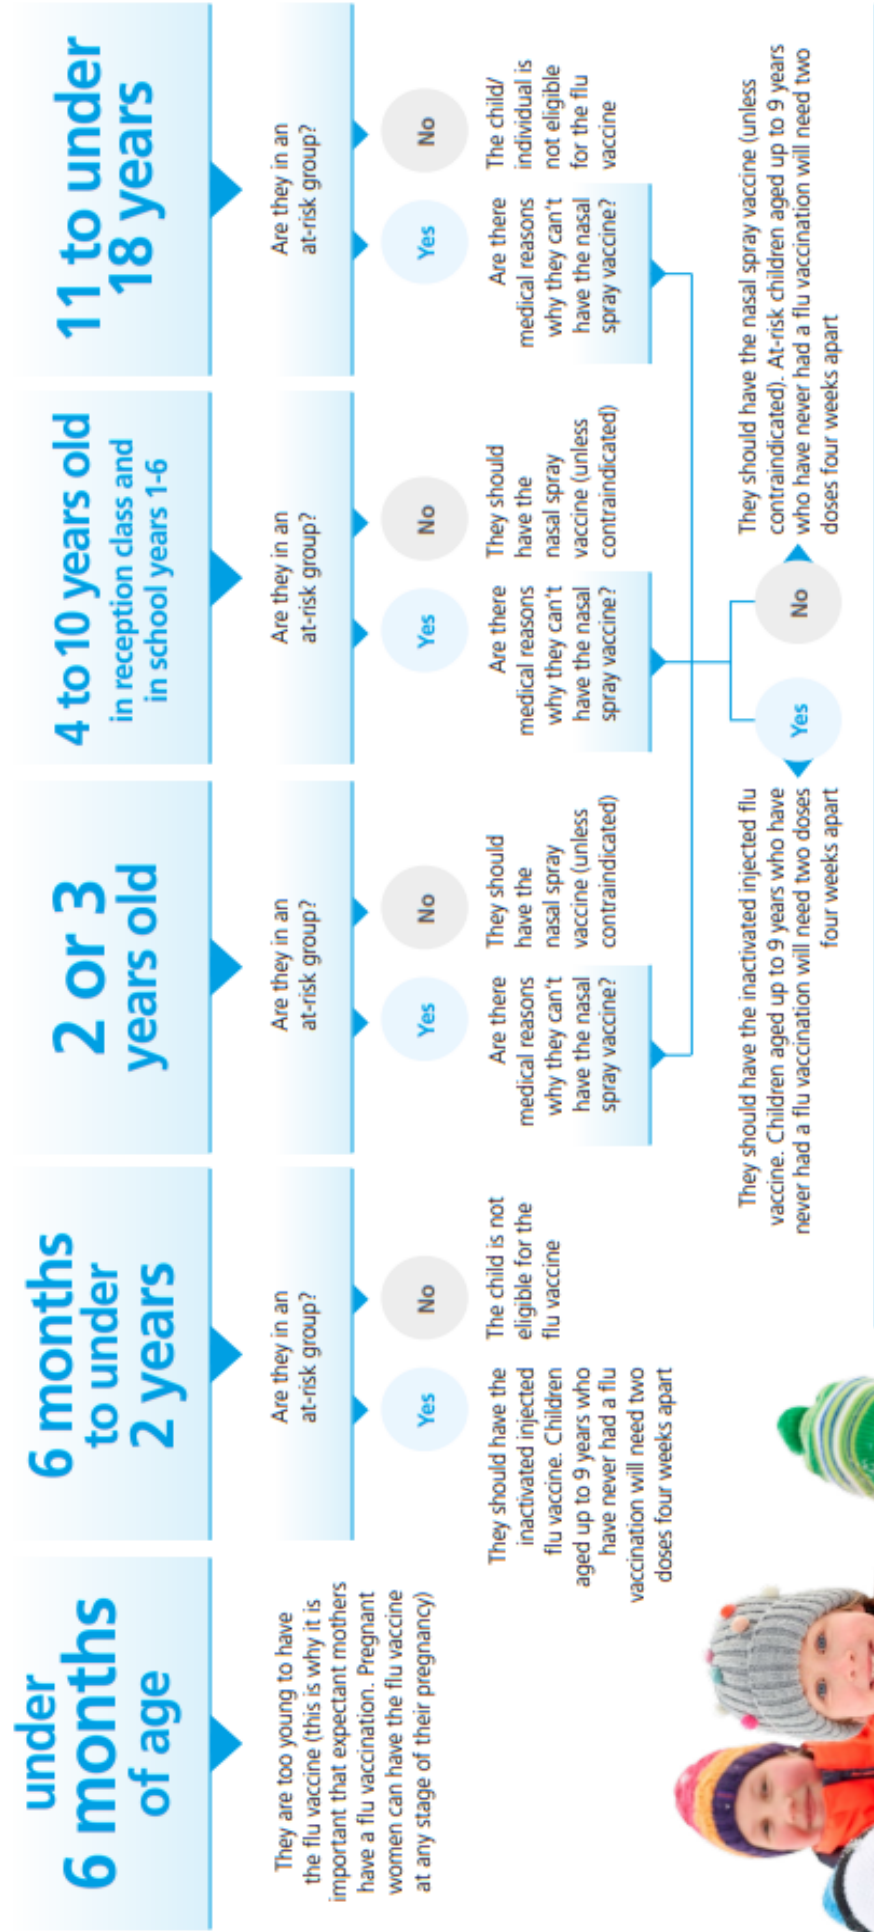 under
6 months
of age
They are too young to have
the flu vaccine (this is why it is
important that expectant mothers
have a flu vaccination. Pregnant
women can have the flu vaccine
at any stage of their pregnancy)
6 months
to under
2 years
Are they in an
at-risk group?
Yes
They should have the
inactivated injected
flu vaccine. Children
aged up to 9 years who
have never had a flu
vaccination will need two
doses four weeks apart
No
The child is not
eligible for the
flu vaccine
2 or 3
years old
Are they in an
at-risk group?
Yes
Are there
medical reasons
why they can't
have the nasal
spray vaccine?
No
They should
have the
nasal spray
vaccine (unless
contraindicated)
4 to 10 years old
in reception class and
in school years 1-6
Are they in an
at-risk group?
Yes
Are there
medical reasons
why they can't
have the nasal
spray vaccine?
No
They should
have the
nasal spray
vaccine (unless
contraindicated)
11 to under
18 years
Are they in an
at-risk group?
Yes
Are there
medical reasons
why they can't
have the nasal
spray vaccine?
No
The child/
individual is
not eligible
for the flu
vaccine
Yes
They should have the inactivated injected flu
vaccine. Children aged up to 9 years who have
never had a flu vaccination will need two doses
four weeks apart
No
They should have the nasal spray vaccine (unless
contraindicated). At-risk children aged up to 9 years
who have never had a flu vaccination will need two
doses four weeks apart